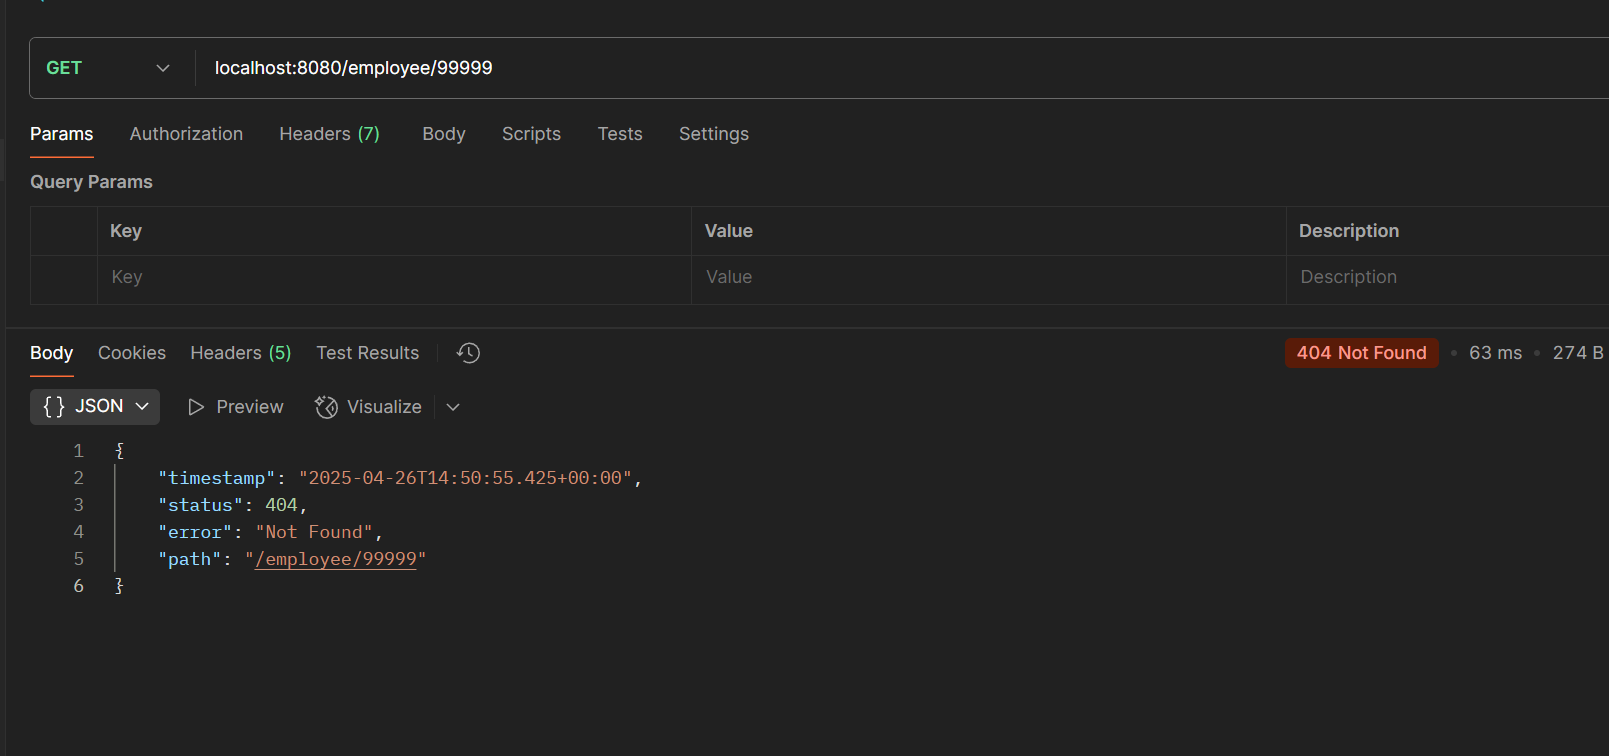 GET localhost:8080/employee/99999
Params Authorization Headers (7) Body Scripts Tests Settings
Query Params
Key Value Description
Key Value Description
Body Cookies Headers (5) Test Results 404 Not Found • 63 ms • 274 B
{} JSON Preview Visualize
1 {
2 "timestamp": "2025-04-26T14:50:55.425+00:00",
3 "status": 404,
4 "error": "Not Found",
5 "path": "/employee/99999"
6 }